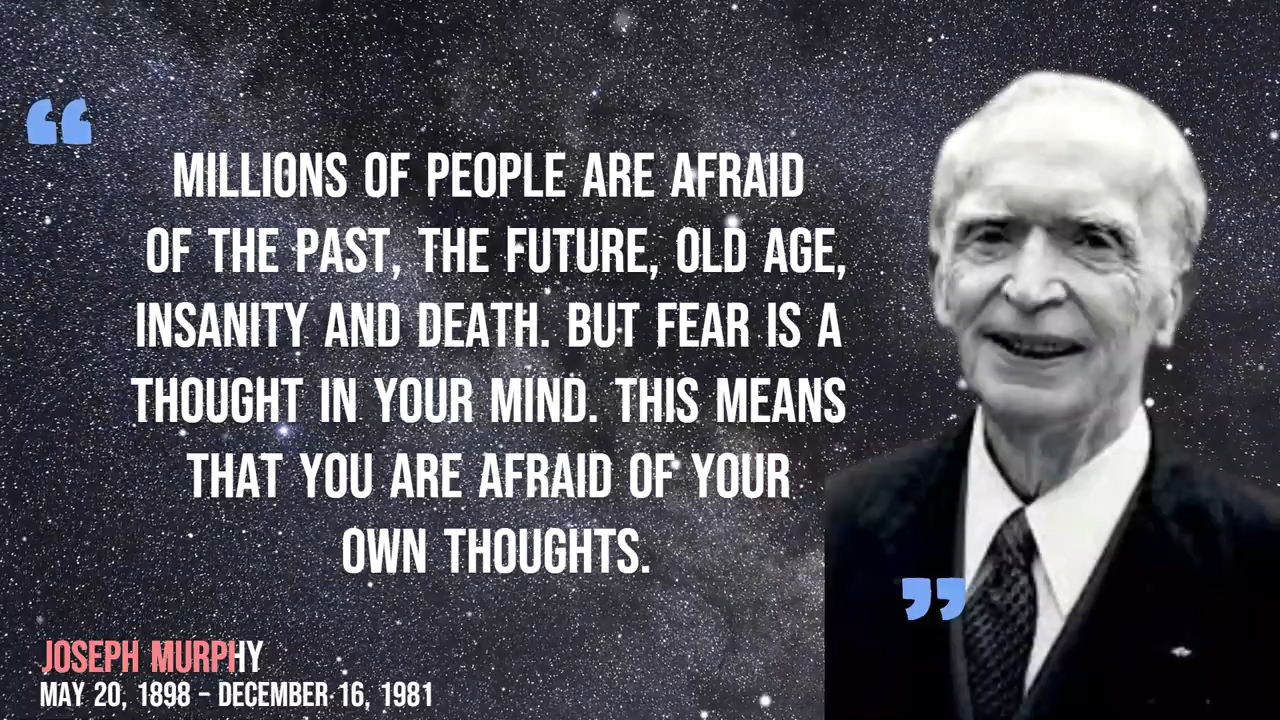 “
MILLIONS OF PEOPLE ARE AFRAID
OF THE PAST, THE FUTURE, OLD AGE,
INSANITY AND DEATH. BUT FEAR IS A
THOUGHT IN YOUR MIND. THIS MEANS
THAT YOU ARE AFRAID OF YOUR
OWN THOUGHTS.
”
JOSEPH MURPHY
MAY 20, 1898 – DECEMBER 16, 1981